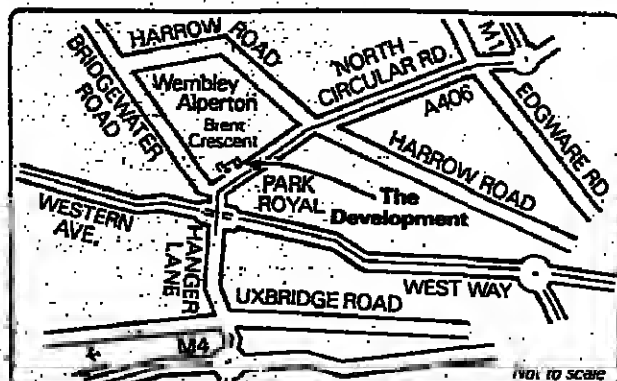 HARROW ROAD
M1
BRIDGEWATER
ROAD
NORTH
CIRCULAR RD.
Wembley
Alperton
Brent
Crescent
A406
EDGWARE RD.
HARROW ROAD
PARK
ROYAL
The
Development
WESTERN
AVE.
HANGER
LANE
WEST WAY
UXBRIDGE ROAD
M4
Not to scale